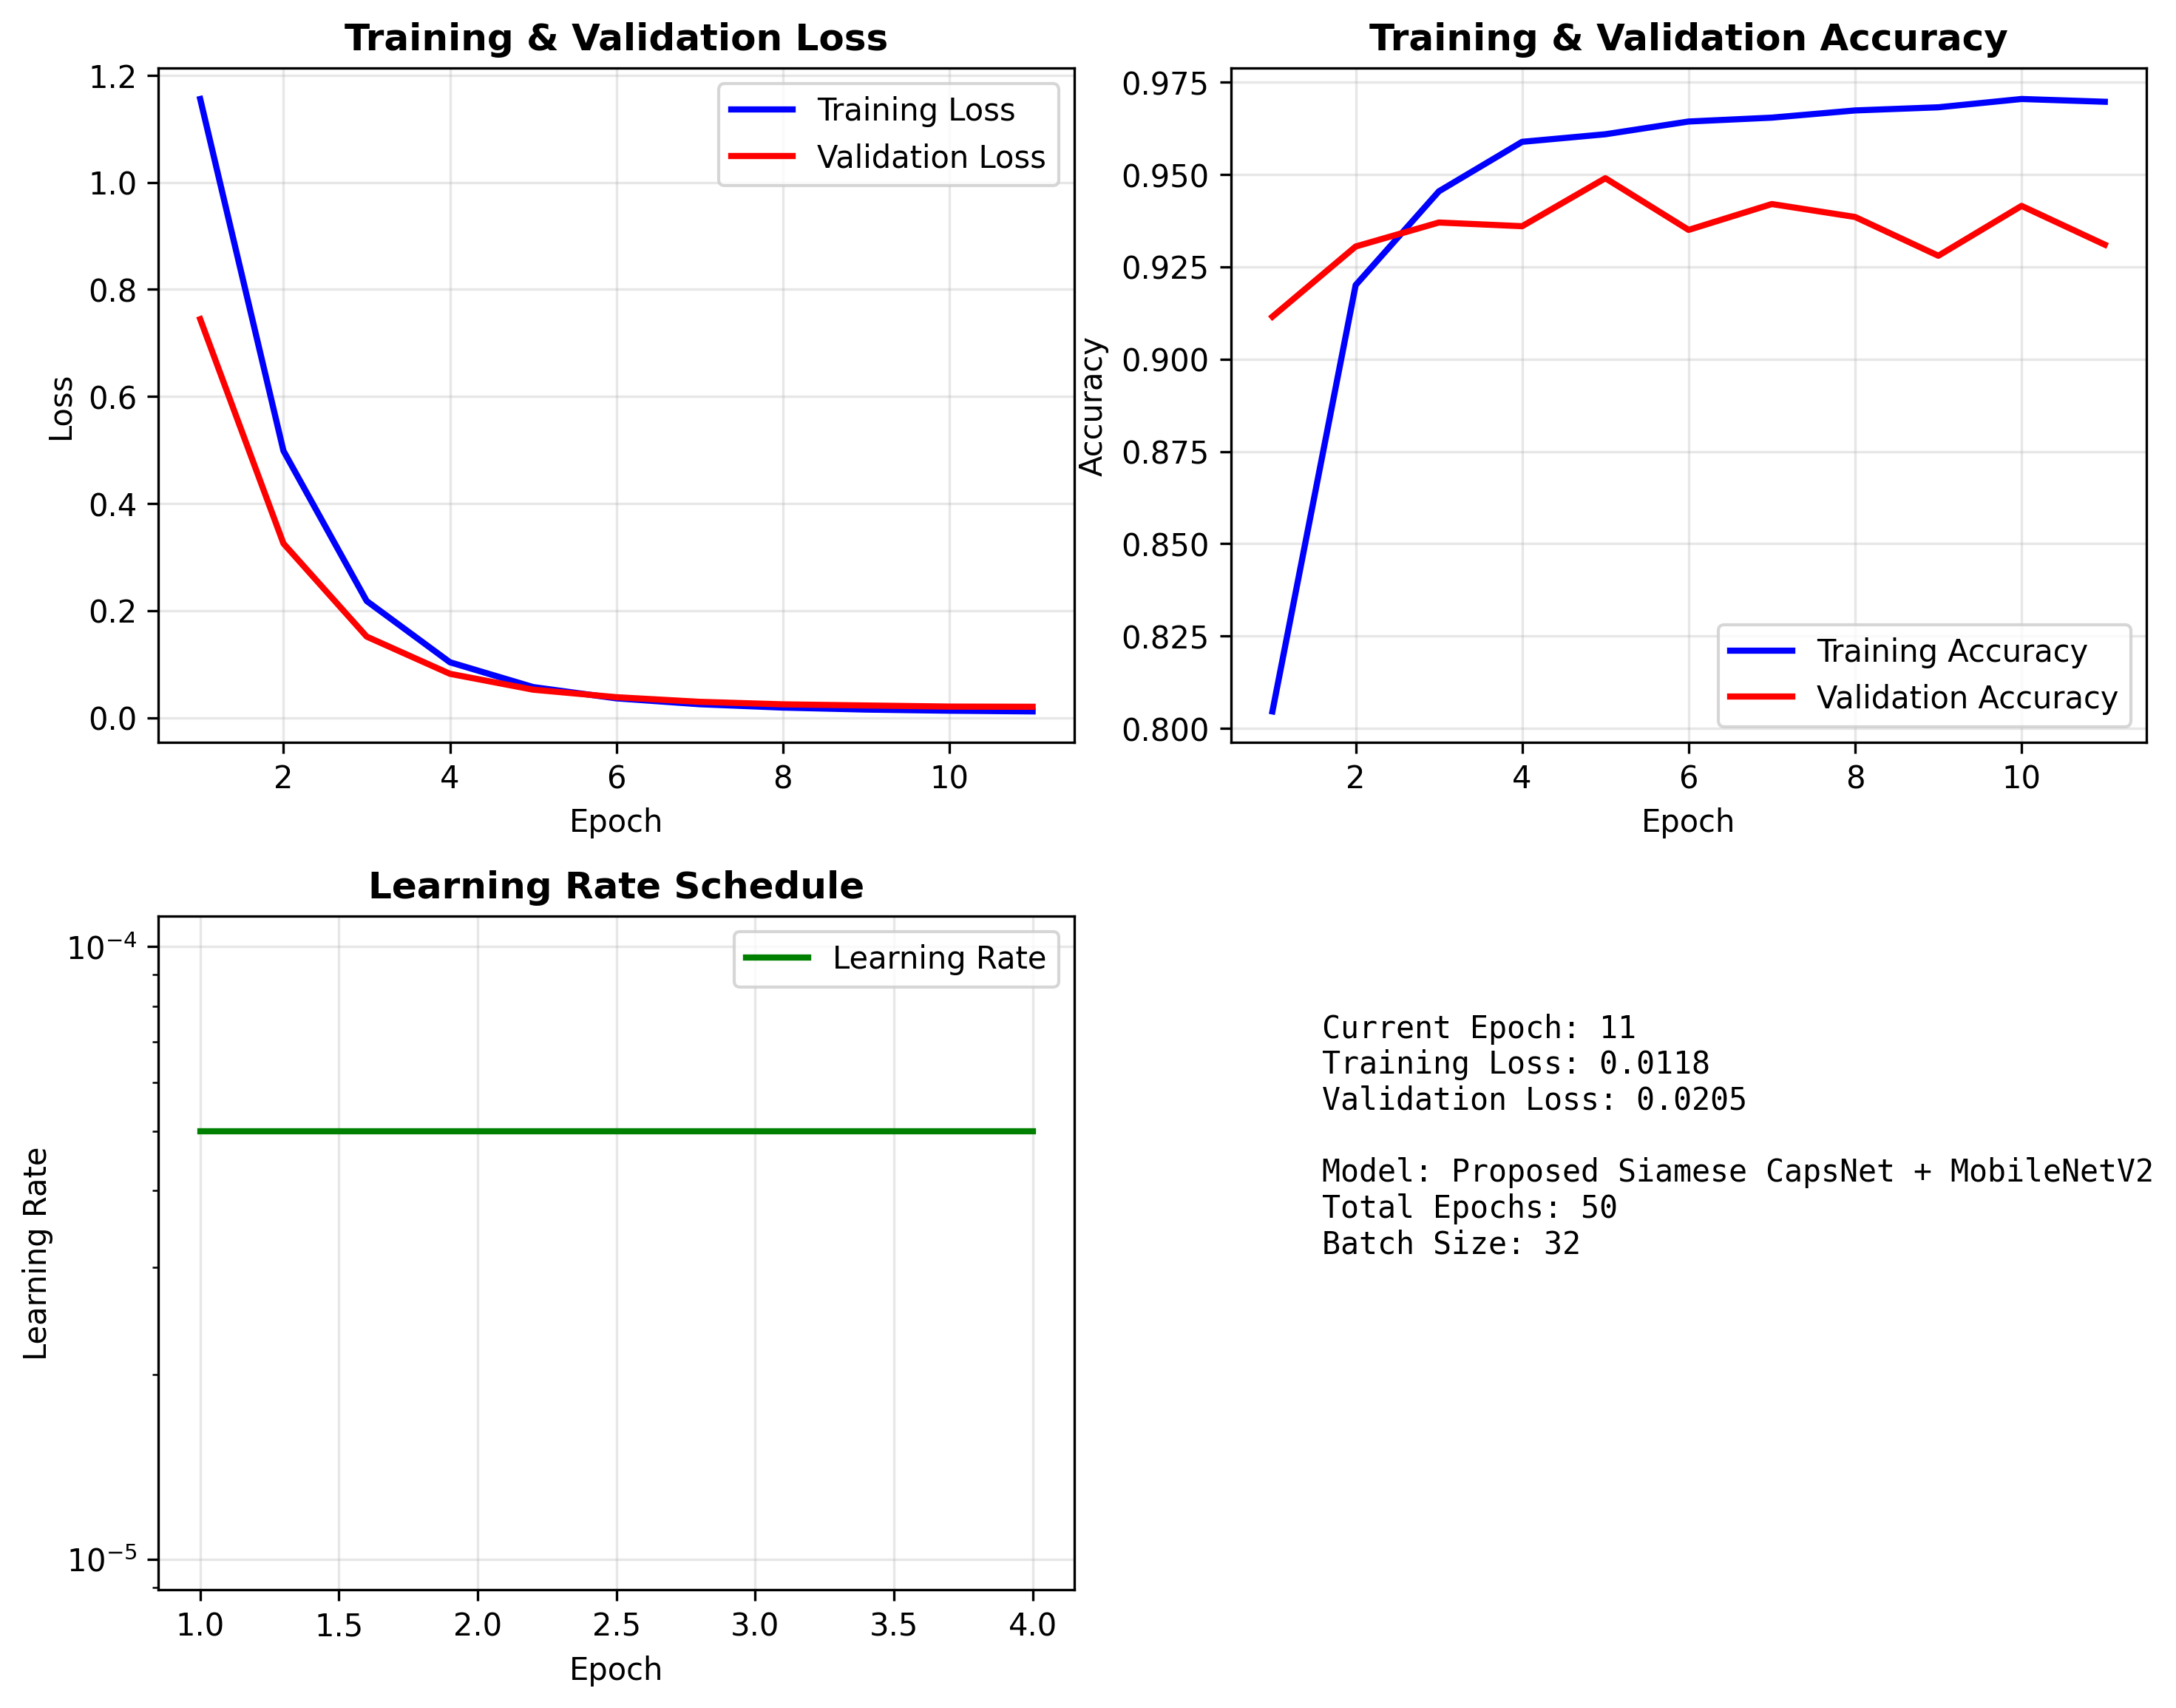 Training & Validation Loss
1.2
1.0
0.8
0.6
0.4
0.2
0.0
Loss
Training Loss
Validation Loss
2
4
6
8
10
Epoch
Training & Validation Accuracy
0.975
0.950
0.925
0.900
0.875
0.850
0.825
0.800
Accuracy
Training Accuracy
Validation Accuracy
2
4
6
8
10
Epoch
Learning Rate Schedule
10⁻⁴
10⁻⁵
Learning Rate
Learning Rate
1.0
1.5
2.0
2.5
3.0
3.5
4.0
Epoch
Current Epoch: 11
Training Loss: 0.0118
Validation Loss: 0.0205
Model: Proposed Siamese CapsNet + MobileNetV2
Total Epochs: 50
Batch Size: 32